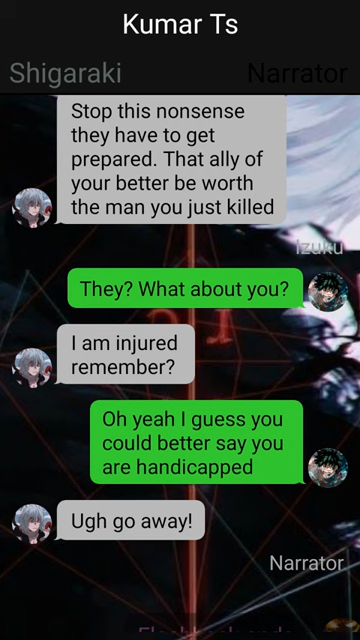 Kumar Ts
Shigaraki
Narrator
Stop this nonsense
they have to get
prepared. That ally of
your better be worth
the man you just killed
Izuku
They? What about you?
I am injured
remember?
Oh yeah I guess you
could better say you
are handicapped
Ugh go away!
Narrator